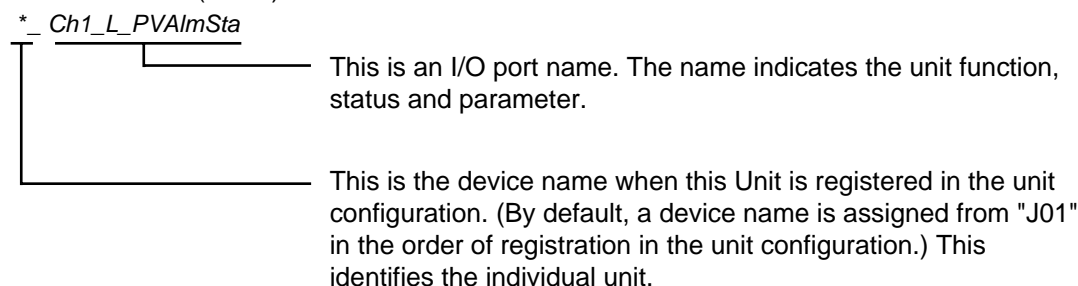 *_ Ch1_L_PVAlmSta
This is an I/O port name. The name indicates the unit function,
status and parameter.
This is the device name when this Unit is registered in the unit
configuration. (By default, a device name is assigned from "J01"
in the order of registration in the unit configuration.) This
identifies the individual unit.